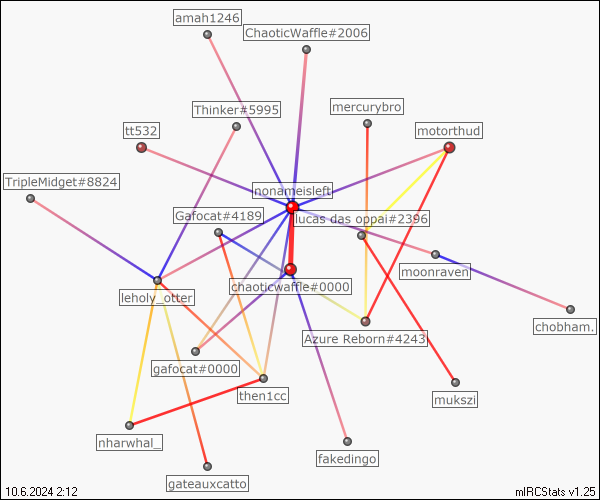 amah1246
ChaoticWaffle#2006
Thinker#5995
mercurybro
tt532
motorthud
TripleMidget#8824
nonameisleft
Gafocat#4189
lucas das oppai#2396
moonraven
leholy_otter
chaoticwaffle#0000
chobham.
Azure Reborn#4243
gafocat#0000
then1cc
mukszi
nharwhal_
fakedingo
gateauxcatto
10.6.2024 2:12
mIRCStats v1.25